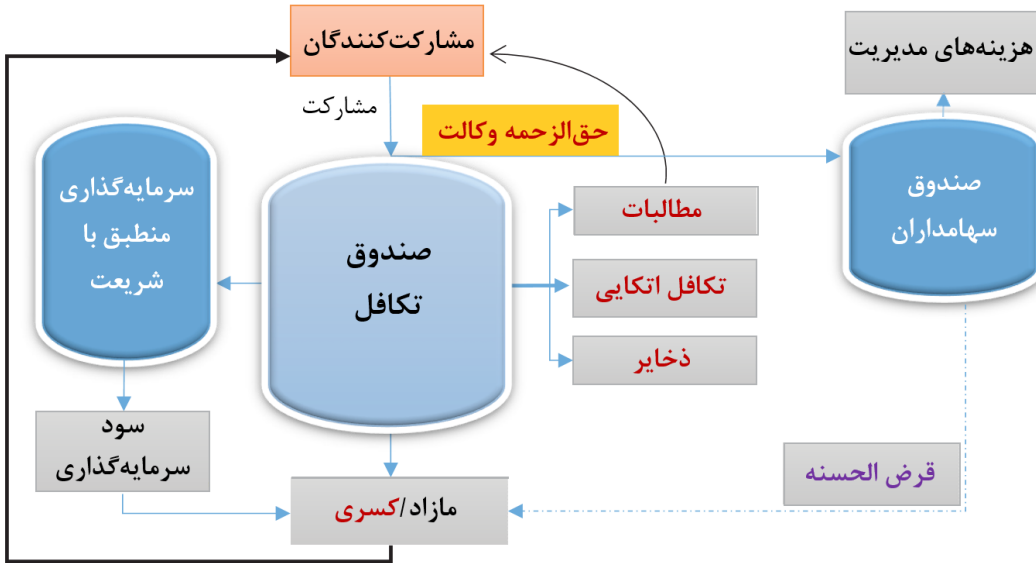 مشارکت‌کنندگان
هزینه‌های مدیریت
مشارکت
حق‌الزحمه وکالت
سرمایه‌گذاری
منطبق با
شریعت
صندوق
تکافل
مطالبات
تکافل اتکایی
ذخایر
صندوق
سهامداران
سود
سرمایه‌گذاری
مازاد/کسری
قرض الحسنه